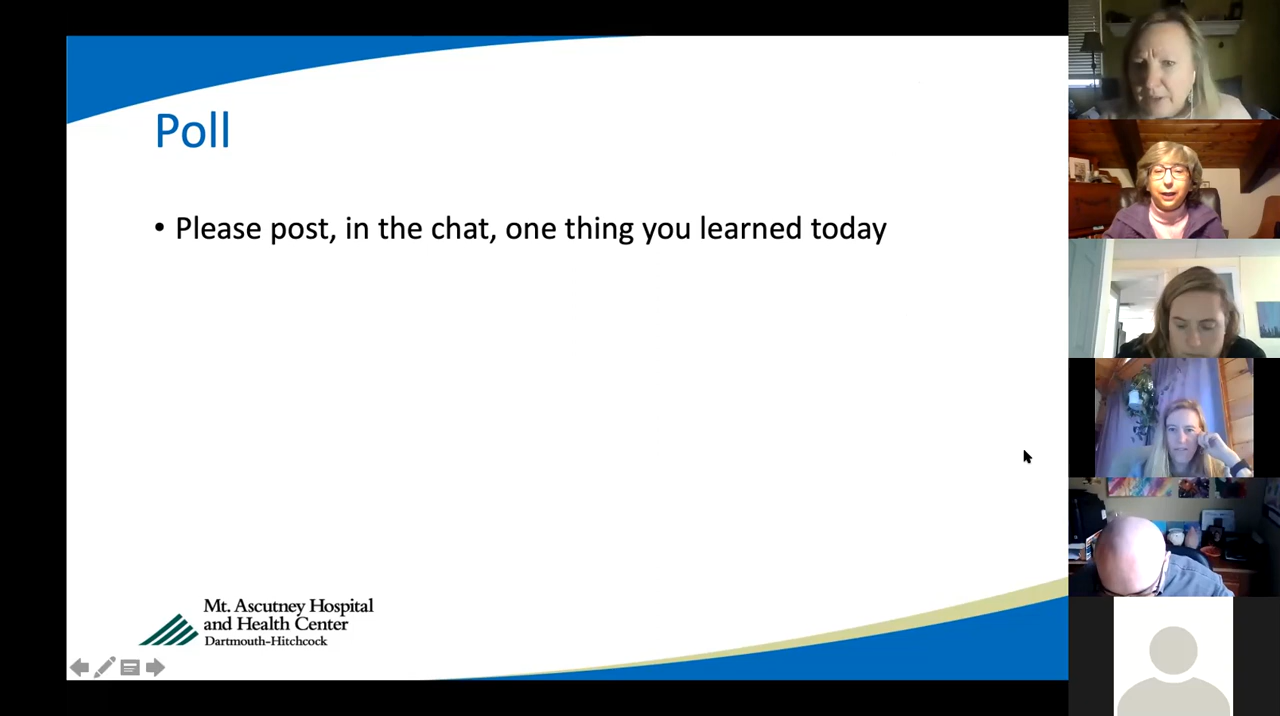 Poll
• Please post, in the chat, one thing you learned today
Mt. Ascutney Hospital
and Health Center
Dartmouth-Hitchcock